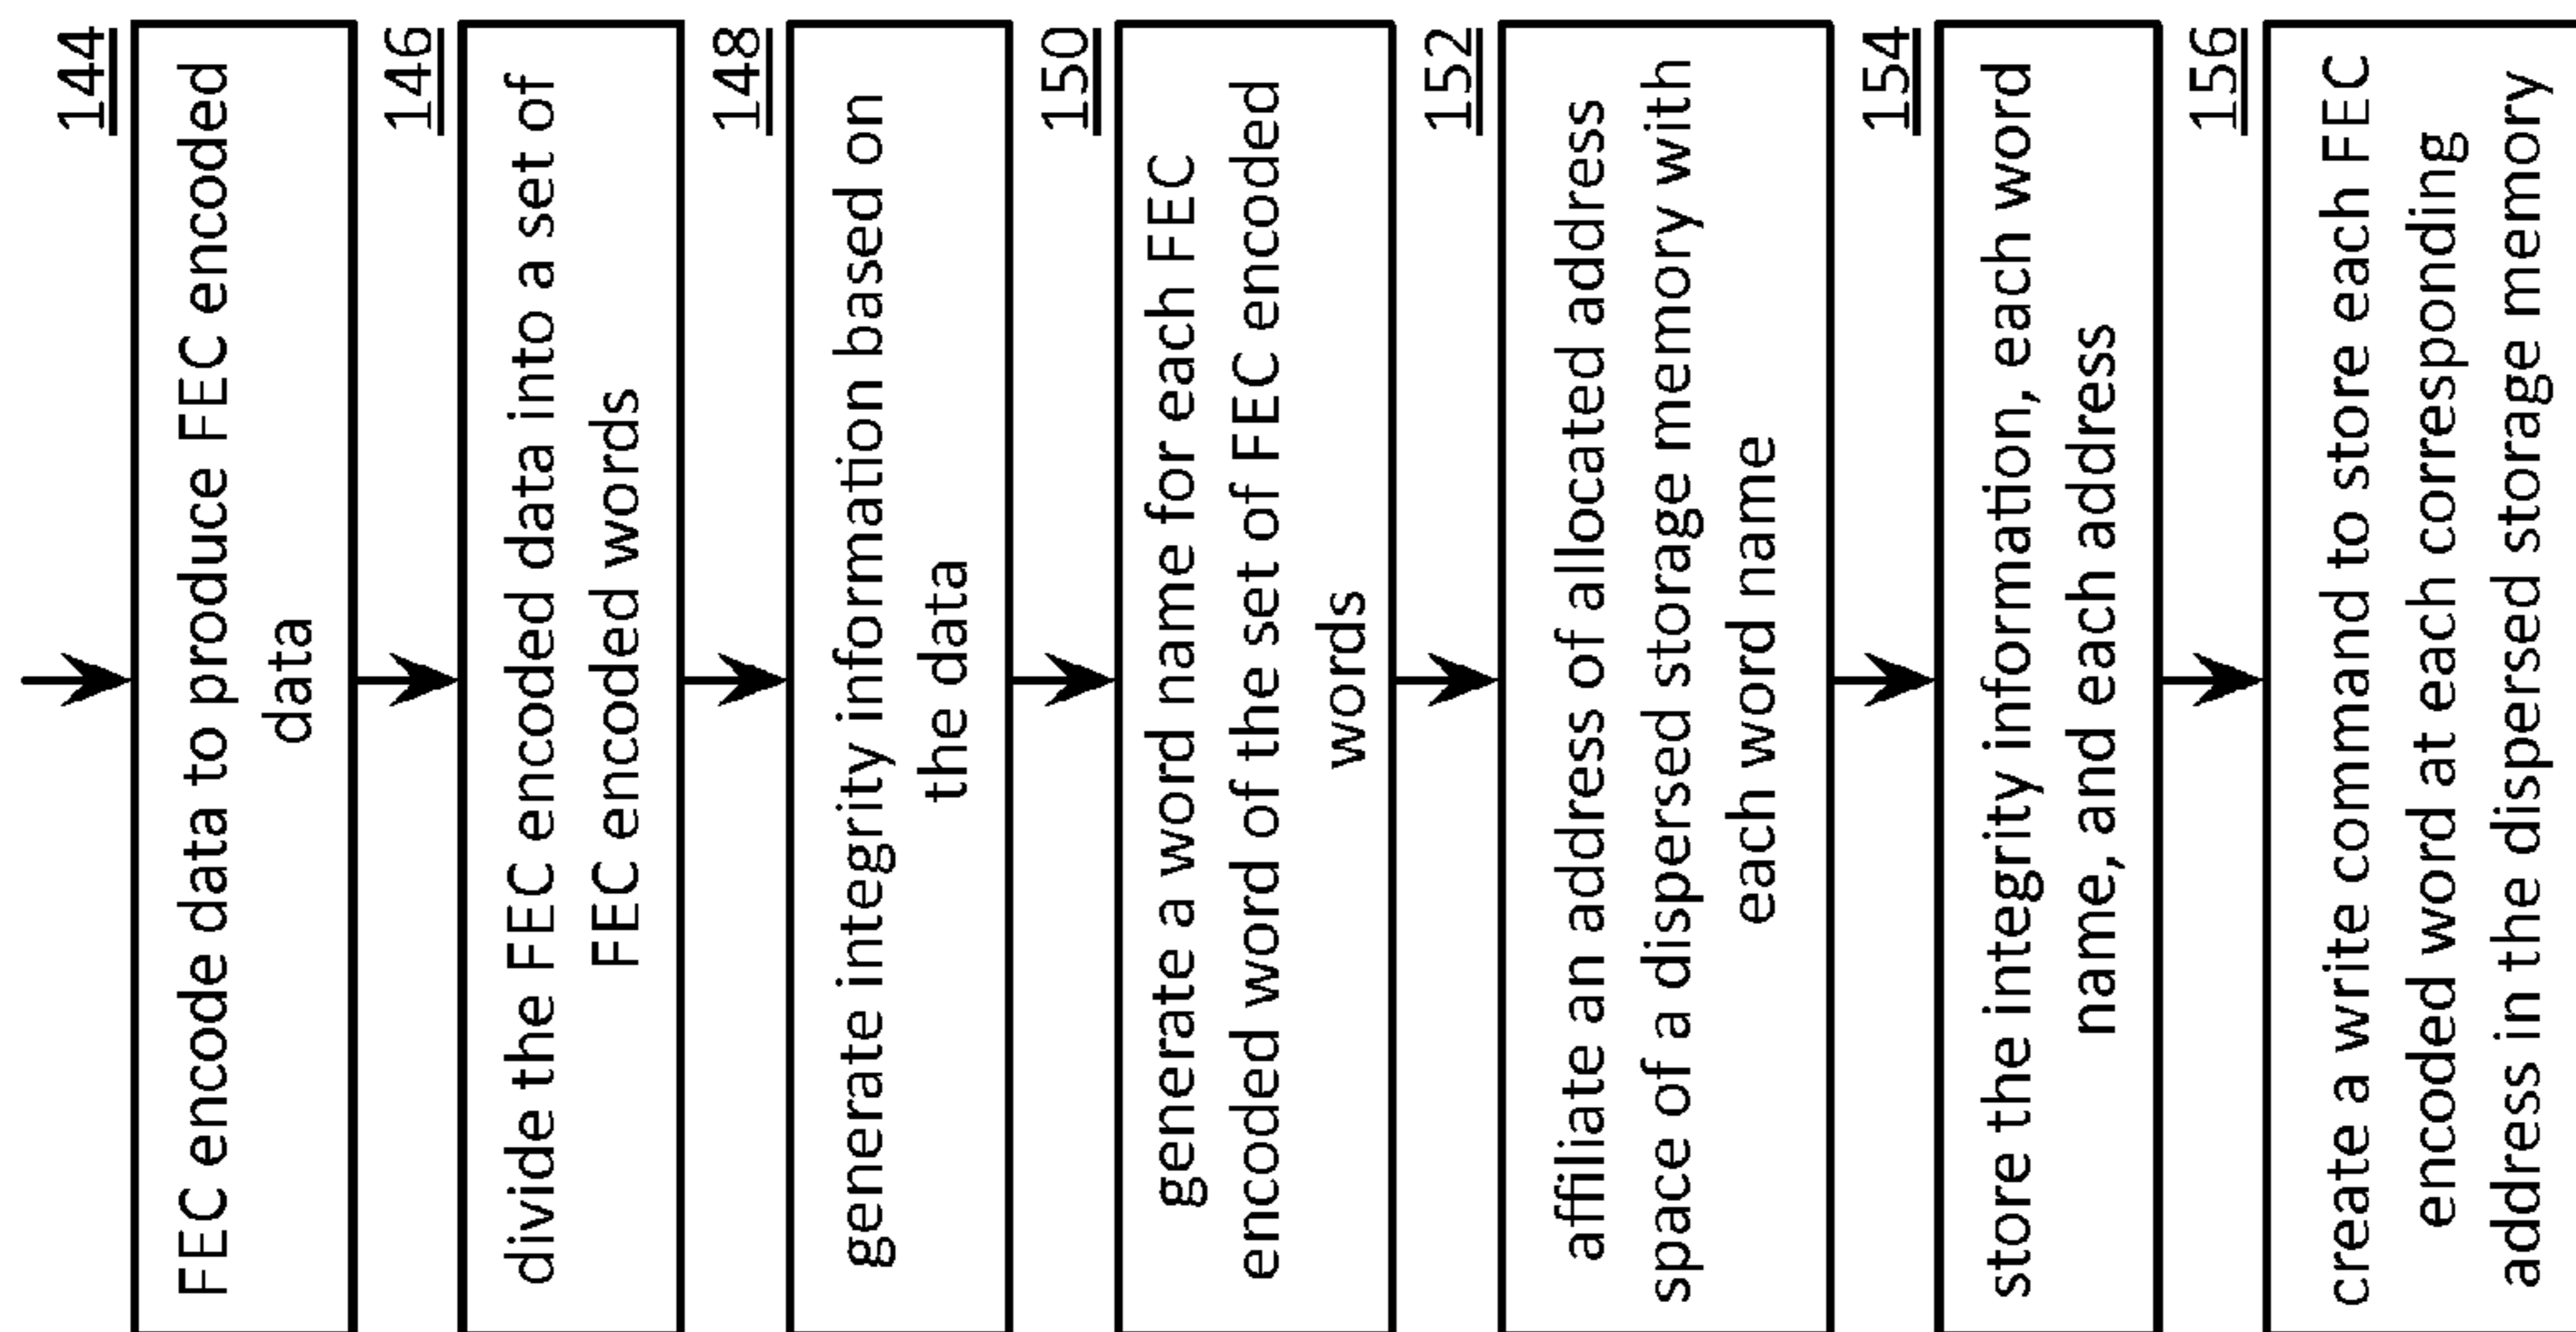 144
FEC encode data to produce FEC encoded
data
146
divide the FEC encoded data into a set of
FEC encoded words
148
generate integrity information based on
the data
150
generate a word name for each FEC
encoded word of the set of FEC encoded
words
152
affiliate an address of allocated address
space of a dispersed storage memory with
each word name
154
store the integrity information, each word
name, and each address
156
create a write command to store each FEC
encoded word at each corresponding
address in the dispersed storage memory